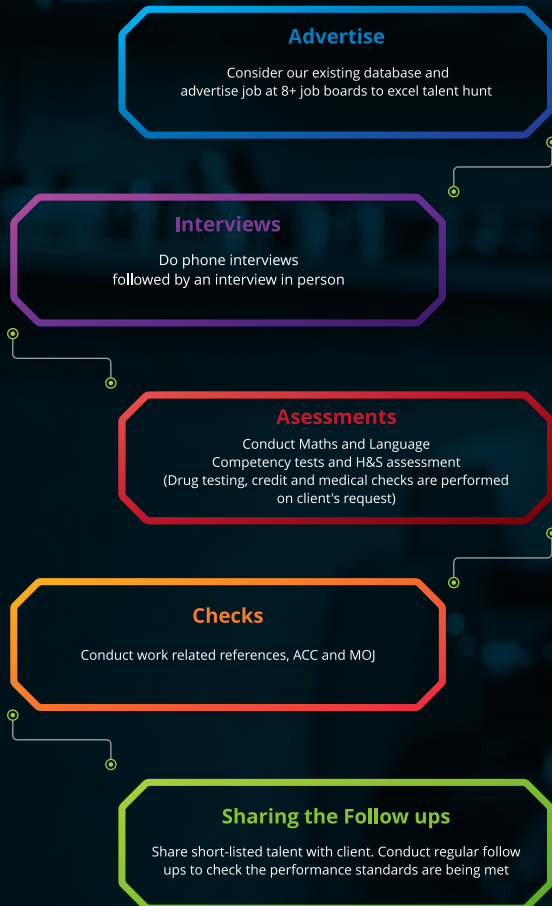 Advertise
Consider our existing database and
advertise job at 8+ job boards to excel talent hunt
Interviews
Do phone interviews
followed by an interview in person
Asessments
Conduct Maths and Language
Competency tests and H&S assessment
(Drug testing, credit and medical checks are performed
on client's request)
Checks
Conduct work related references, ACC and MOJ
Sharing the Follow ups
Share short-listed talent with client. Conduct regular follow
ups to check the performance standards are being met